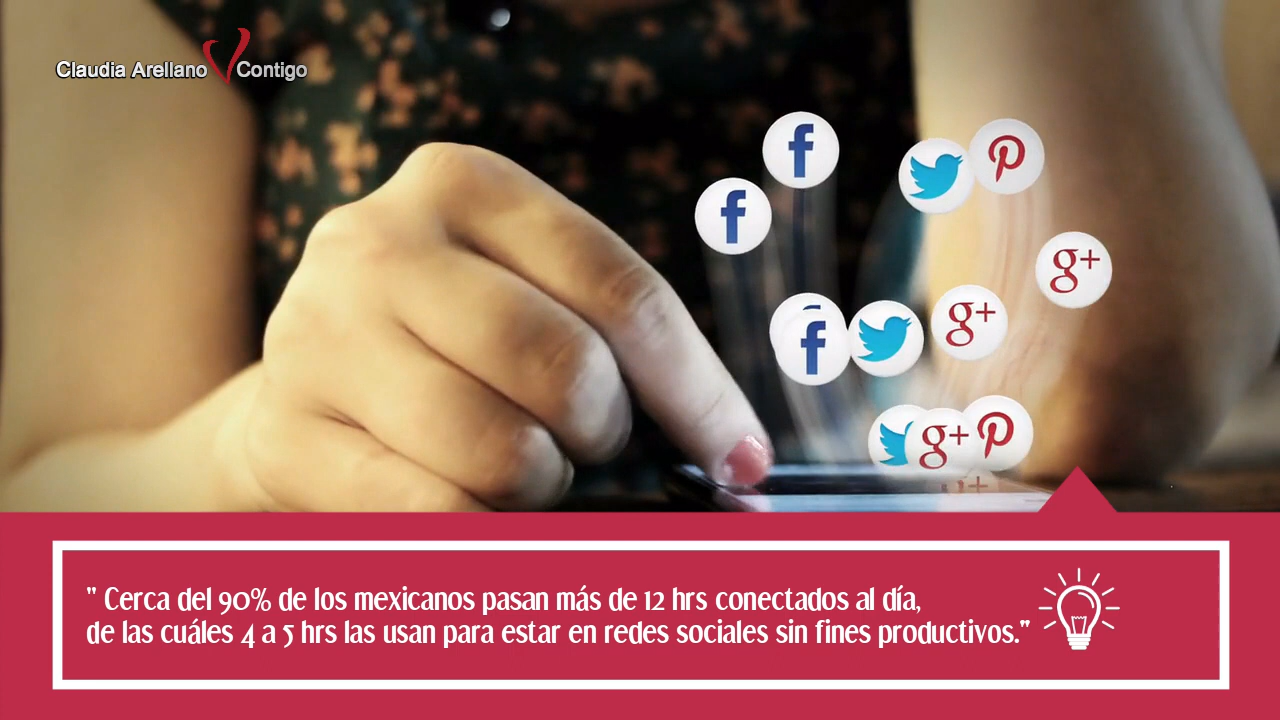 Claudia Arellano Contigo
" Cerca del 90% de los mexicanos pasan más de 12 hrs conectados al día,
de las cuáles 4 a 5 hrs las usan para estar en redes sociales sin fines productivos."
f
f
f
g+
g+
g+
g+